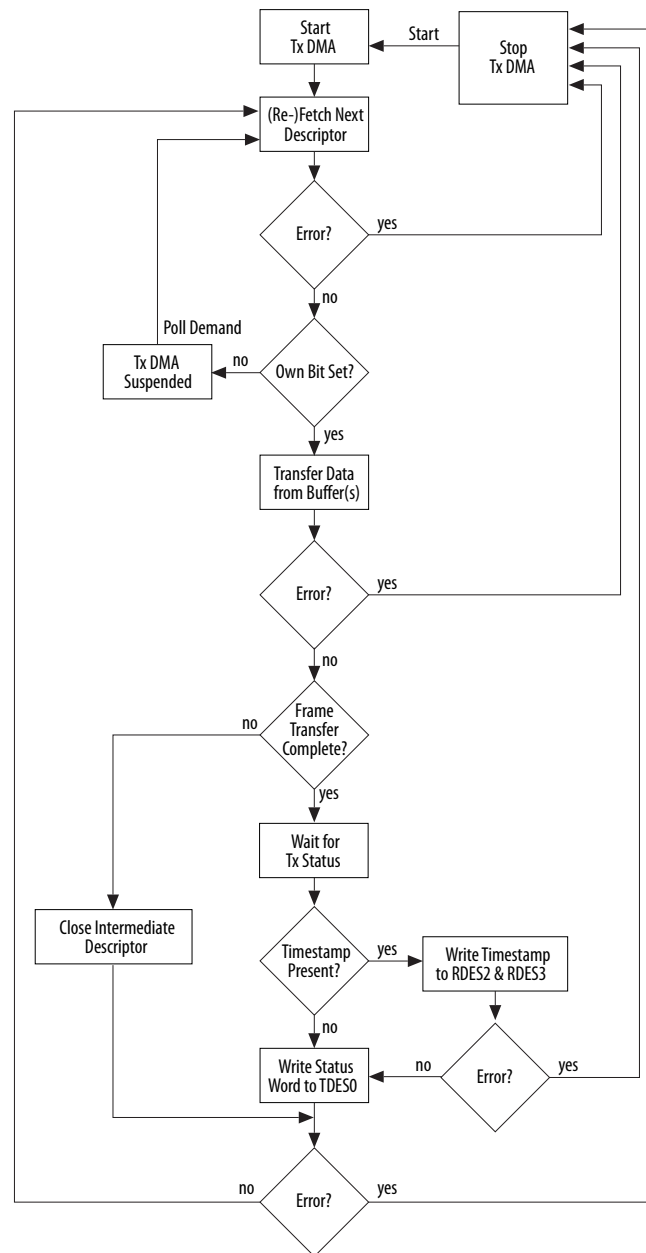 Start
Tx DMA
Start
Stop
Tx DMA
(Re-)Fetch Next
Descriptor
Error?
yes
no
Poll Demand
Tx DMA
Suspended
no
Own Bit Set?
yes
Transfer Data
from Buffer(s)
Error?
yes
no
no
Frame
Transfer
Complete?
yes
Wait for
Tx Status
Close Intermediate
Descriptor
Timestamp
Present?
yes
Write Timestamp
to RDES2 & RDES3
no
Write Status
Word to TDES0
no
Error?
yes
no
Error?
yes